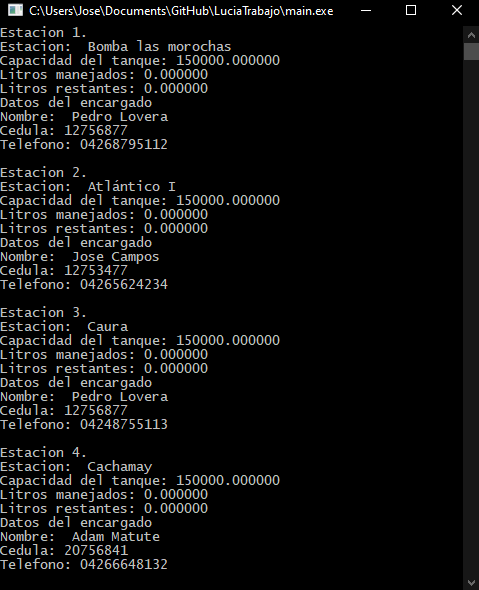 C:\Users\Jose\Documents\GitHub\LuciaTrabajo\main.exe
Estacion 1.
Estacion:  Bomba las morochas
Capacidad del tanque: 150000.000000
Litros manejados: 0.000000
Litros restantes: 0.000000
Datos del encargado
Nombre:  Pedro Lovera
Cedula: 12756877
Telefono: 04268795112

Estacion 2.
Estacion:  Atlántico I
Capacidad del tanque: 150000.000000
Litros manejados: 0.000000
Litros restantes: 0.000000
Datos del encargado
Nombre:  Jose Campos
Cedula: 12753477
Telefono: 04265624234

Estacion 3.
Estacion:  Caura
Capacidad del tanque: 150000.000000
Litros manejados: 0.000000
Litros restantes: 0.000000
Datos del encargado
Nombre:  Pedro Lovera
Cedula: 12756877
Telefono: 04248755113

Estacion 4.
Estacion:  Cachamay
Capacidad del tanque: 150000.000000
Litros manejados: 0.000000
Litros restantes: 0.000000
Datos del encargado
Nombre:  Adam Matute
Cedula: 20756841
Telefono: 04266648132